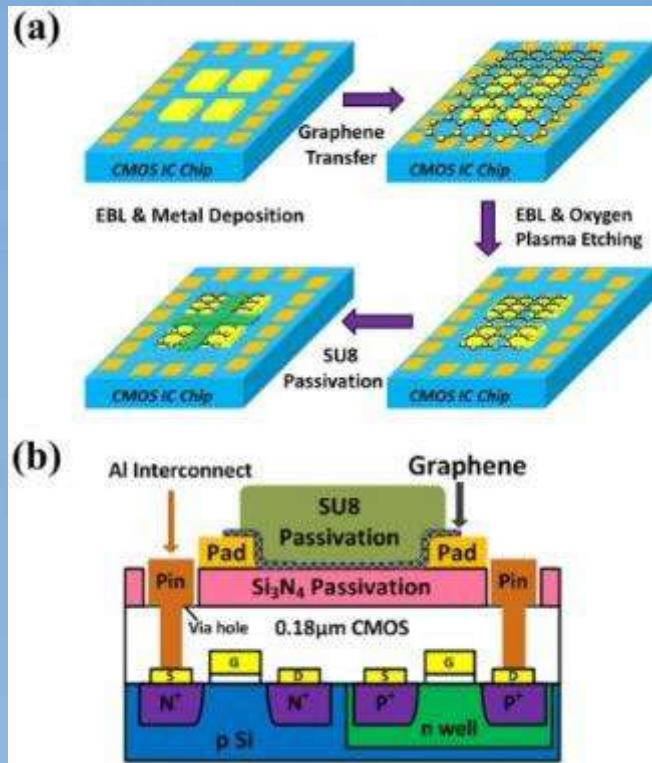 (a)
CMOS IC Chip
Graphene
Transfer
CMOS IC Chip
EBL & Metal Deposition
EBL & Oxygen
Plasma Etching
CMOS IC Chip
SU8
Passivation
CMOS IC Chip
(b)
Al Interconnect
Graphene
SU8
Passivation
Pad
Pad
Pin
Si₃N₄ Passivation
Pin
Via hole
0.18μm CMOS
S
G
D
S
G
D
N⁺
N⁺
P⁺
P⁺
p Si
n well